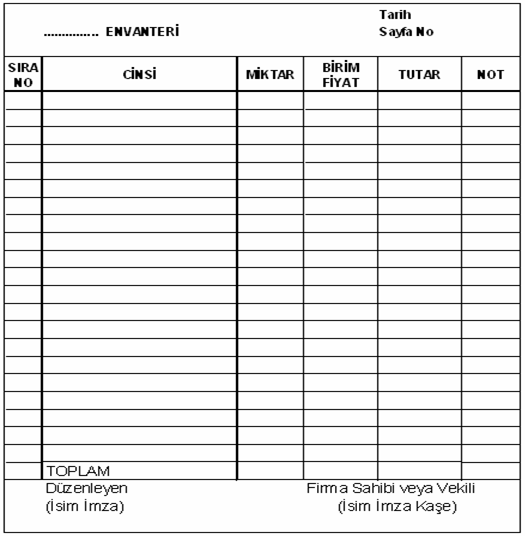 Tarih
.............. ENVANTERİ Sayfa No
SIRA NO CİNSİ MİKTAR BİRİM FİYAT TUTAR NOT
TOPLAM
Düzenleyen Firma Sahibi veya Vekili
(İsim İmza) (İsim İmza Kaşe)